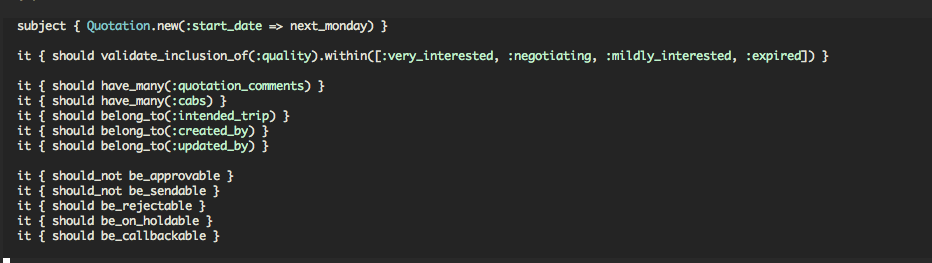 subject { Quotation.new(:start_date => next_monday) }
it { should validate_inclusion_of(:quality).within([:very_interested, :negotiating, :mildly_interested, :expired]) }
it { should have_many(:quotation_comments) }
it { should have_many(:cabs) }
it { should belong_to(:intended_trip) }
it { should belong_to(:created_by) }
it { should belong_to(:updated_by) }
it { should_not be_approvable }
it { should_not be_sendable }
it { should be_rejectable }
it { should be_on_holdable }
it { should be_callbackable }